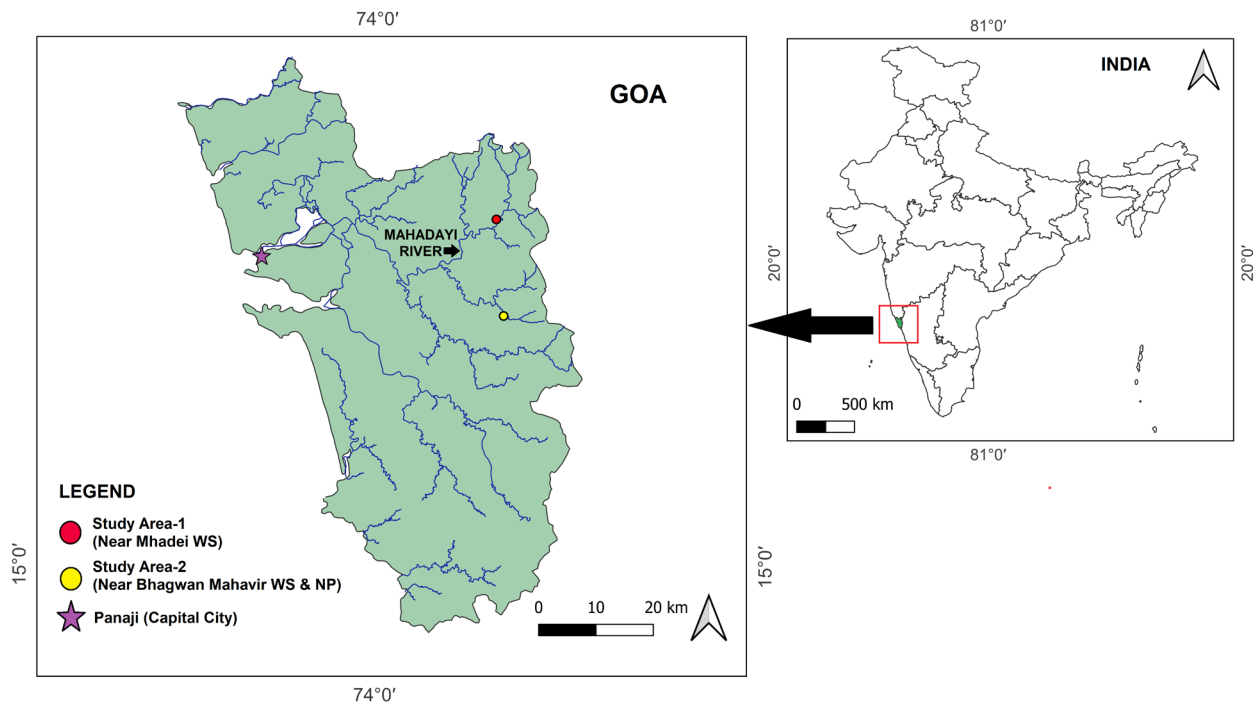 74°0′
GOA
MAHADAYI
RIVER
LEGEND
Study Area-1
(Near Mhadei WS)
Study Area-2
(Near Bhagwan Mahavir WS & NP)
Panaji (Capital City)
0 10 20 km
15°0′
15°0′
74°0′
81°0′
INDIA
20°0′
20°0′
0 500 km
81°0′